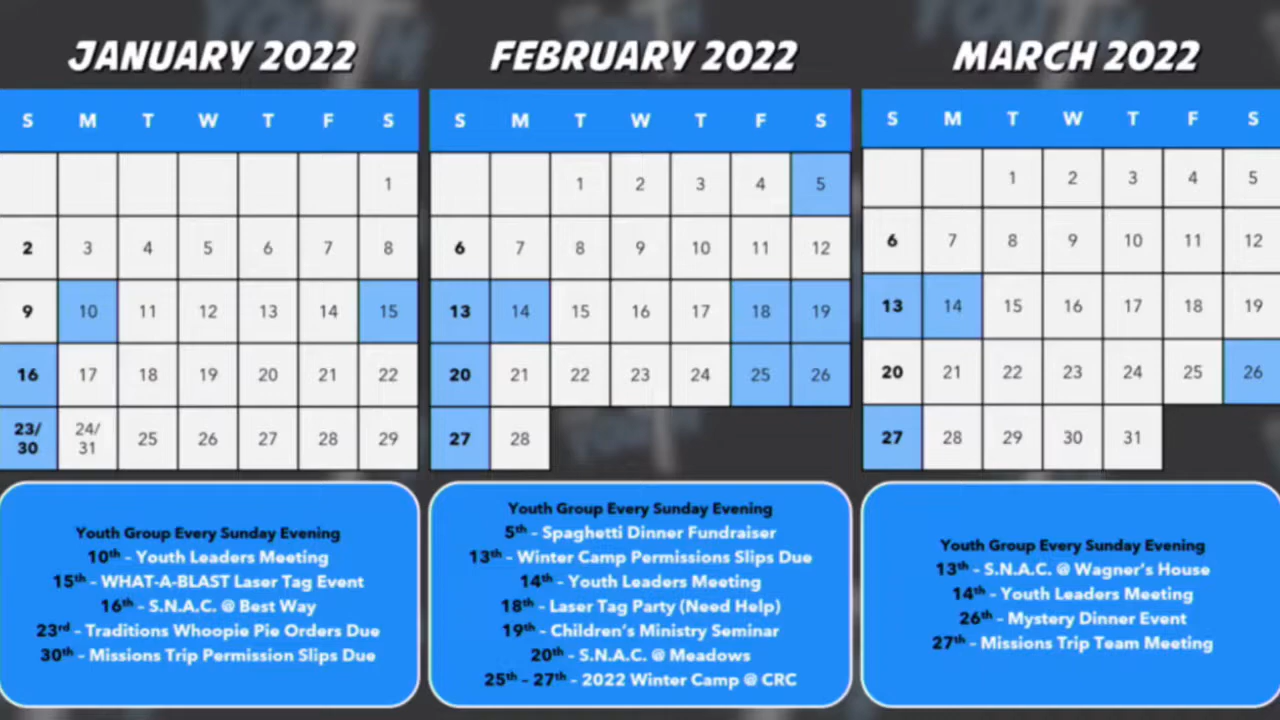 JANUARY 2022
S M T W T F S
1
2 3 4 5 6 7 8
9 10 11 12 13 14 15
16 17 18 19 20 21 22
23/30 24/31 25 26 27 28 29
Youth Group Every Sunday Evening
10th - Youth Leaders Meeting
15th - WHAT-A-BLAST Laser Tag Event
16th - S.N.A.C. @ Best Way
23rd - Traditions Whoopie Pie Orders Due
30th - Missions Trip Permission Slips Due
FEBRUARY 2022
S M T W T F S
1 2 3 4 5
6 7 8 9 10 11 12
13 14 15 16 17 18 19
20 21 22 23 24 25 26
27 28
Youth Group Every Sunday Evening
5th - Spaghetti Dinner Fundraiser
13th - Winter Camp Permissions Slips Due
14th - Youth Leaders Meeting
18th - Laser Tag Party (Need Help)
19th - Children's Ministry Seminar
20th - S.N.A.C. @ Meadows
25th - 27th - 2022 Winter Camp @ CRC
MARCH 2022
S M T W T F S
1 2 3 4 5
6 7 8 9 10 11 12
13 14 15 16 17 18 19
20 21 22 23 24 25 26
27 28 29 30 31
Youth Group Every Sunday Evening
13th - S.N.A.C. @ Wagner's House
14th - Youth Leaders Meeting
26th - Mystery Dinner Event
27th - Missions Trip Team Meeting